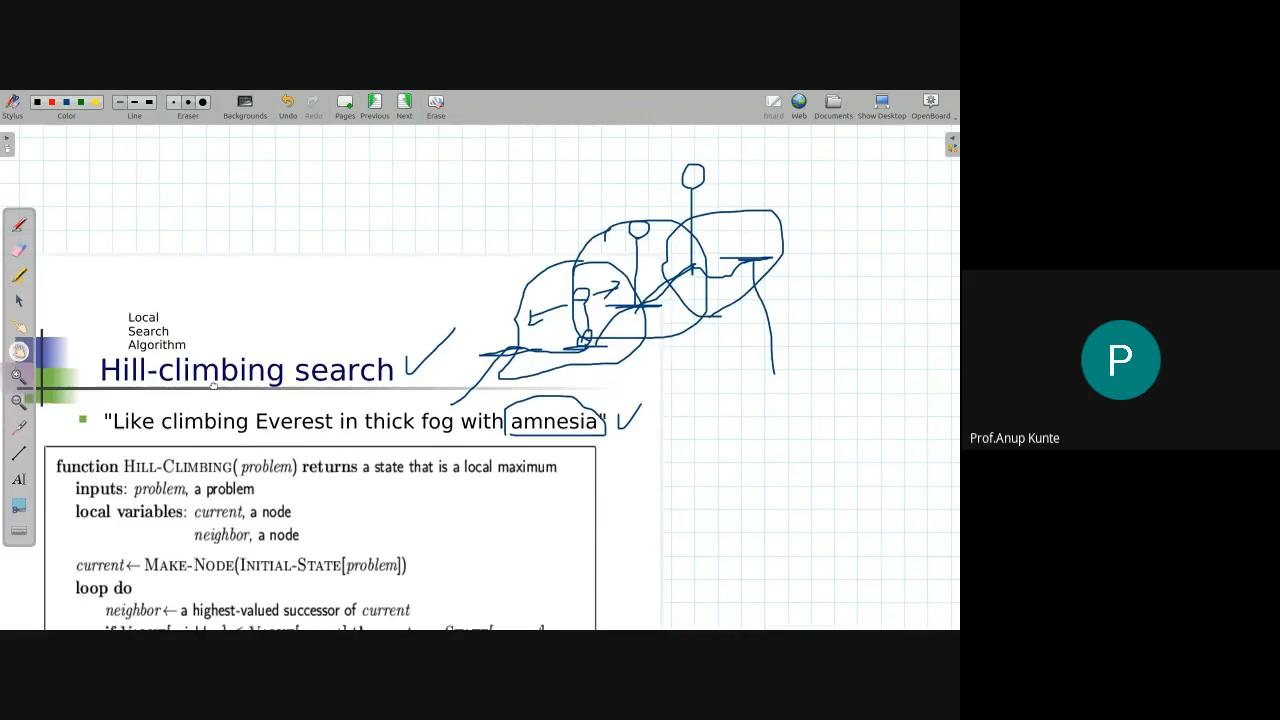 Stylus
Color
Line
Eraser
Backgrounds
Undo
Redo
Pages
Previous
Next
Erase
Board
Web
Documents
Show Desktop
OpenBoard
Local
Search
Algorithm
Hill-climbing search
"Like climbing Everest in thick fog with amnesia"
function HILL-CLIMBING( problem) returns a state that is a local maximum
inputs: problem, a problem
local variables: current, a node
neighbor, a node
current ← MAKE-NODE(INITIAL-STATE[problem])
loop do
neighbor ← a highest-valued successor of current
P
Prof.Anup Kunte